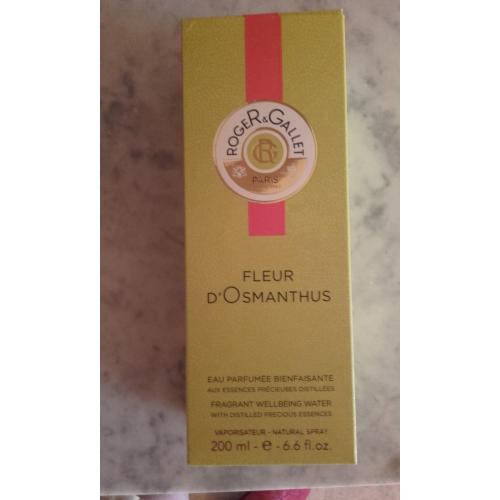 ROGER&GALLET
RG
PARIS
FLEUR
D'OSMANTHUS
EAU PARFUMÉE BIENFAISANTE
AUX ESSENCES PRÉCIEUSES DISTILLÉES
FRAGRANT WELLBEING WATER
WITH DISTILLED PRECIOUS ESSENCES
VAPORISATEUR - NATURAL SPRAY
200 ml - e - 6.6 fl.oz.